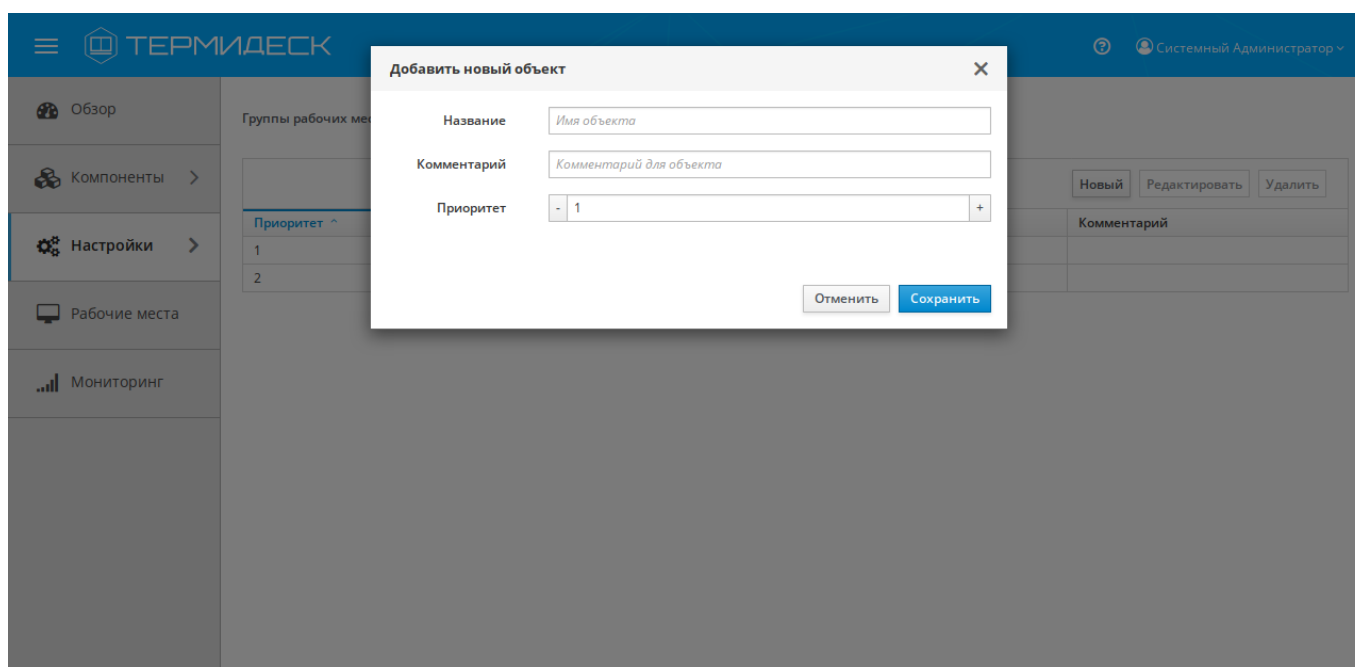 ТЕРМИДЕСК
Системный Администратор
Добавить новый объект
Обзор
Группы рабочих
Название
Имя объекта
Компоненты
Комментарий
Комментарий для объекта
Новый Редактировать Удалить
Приоритет
- 1 +
Приоритет
Комментарий
Настройки
1
2
Отменить Сохранить
Рабочие места
Мониторинг